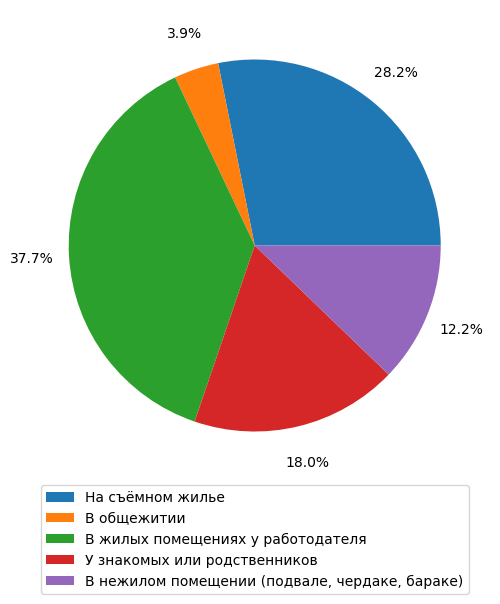 3.9%
28.2%
37.7%
12.2%
18.0%
На съёмном жилье
В общежитии
В жилых помещениях у работодателя
У знакомых или родственников
В нежилом помещении (подвале, чердаке, бараке)